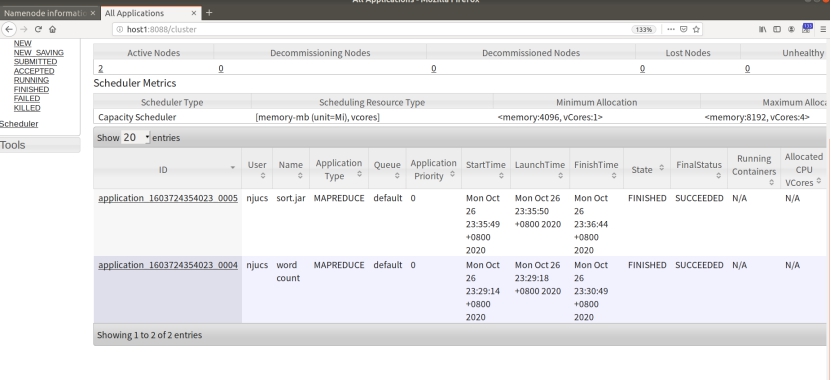 All Applications - Mozilla Firefox
Namenode informatio × All Applications × +
host1:8088/cluster 133%
NEW
NEW_SAVING
SUBMITTED
ACCEPTED
RUNNING
FINISHED
FAILED
KILLED
Scheduler
Tools
Active Nodes Decommissioning Nodes Decommissioned Nodes Lost Nodes Unhealthy
2 0 0 0 0
Scheduler Metrics
Scheduler Type Scheduling Resource Type Minimum Allocation Maximum Alloca
Capacity Scheduler [memory-mb (unit=Mi), vcores] <memory:4096, vCores:1> <memory:8192, vCores:4>
Show 20 entries
ID User Name Application Type Queue Application Priority StartTime LaunchTime FinishTime State FinalStatus Running Containers Allocated CPU VCores
application_1603724354023_0005 njucs sort.jar MAPREDUCE default 0 Mon Oct 26 23:35:49 +0800 2020 Mon Oct 26 23:35:50 +0800 2020 Mon Oct 26 23:36:44 +0800 2020 FINISHED SUCCEEDED N/A N/A
application_1603724354023_0004 njucs word count MAPREDUCE default 0 Mon Oct 26 23:29:14 +0800 2020 Mon Oct 26 23:29:18 +0800 2020 Mon Oct 26 23:30:49 +0800 2020 FINISHED SUCCEEDED N/A N/A
Showing 1 to 2 of 2 entries